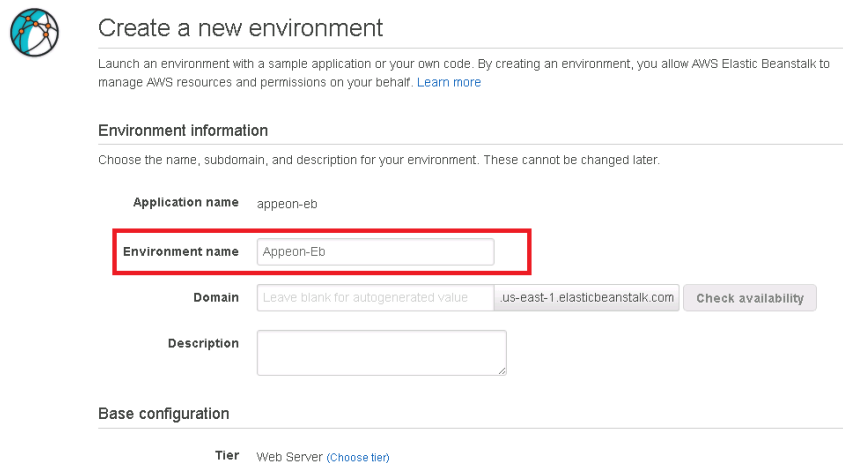 Create a new environment
Launch an environment with a sample application or your own code. By creating an environment, you allow AWS Elastic Beanstalk to
manage AWS resources and permissions on your behalf. Learn more
Environment information
Choose the name, subdomain, and description for your environment. These cannot be changed later.
Application name appeon-eb
Environment name Appeon-Eb
Domain Leave blank for autogenerated value .us-east-1.elasticbeanstalk.com Check availability
Description
Base configuration
Tier Web Server (Choose tier)